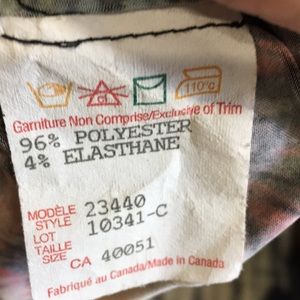 110°C
Garniture Non Comprise/Exclusive of Trim
96% POLYESTER
4% ELASTHANE
MODÈLE
STYLE 23440
LOT 10341-C
TAILLE
SIZE CA 40051
Fabriqué au Canada/Made in Canada